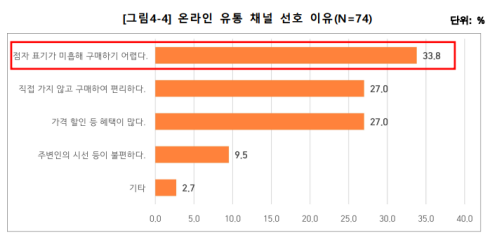 [그림4-4] 온라인 유통 채널 선호 이유(N=74)
단위: %
점자 표기가 미흡해 구매하기 어렵다.
33.8
직접 가지 않고 구매하여 편리하다.
27.0
가격 할인 등 혜택이 많다.
27.0
주변인의 시선 등이 불편하다.
9.5
기타
2.7
0.0 5.0 10.0 15.0 20.0 25.0 30.0 35.0 40.0